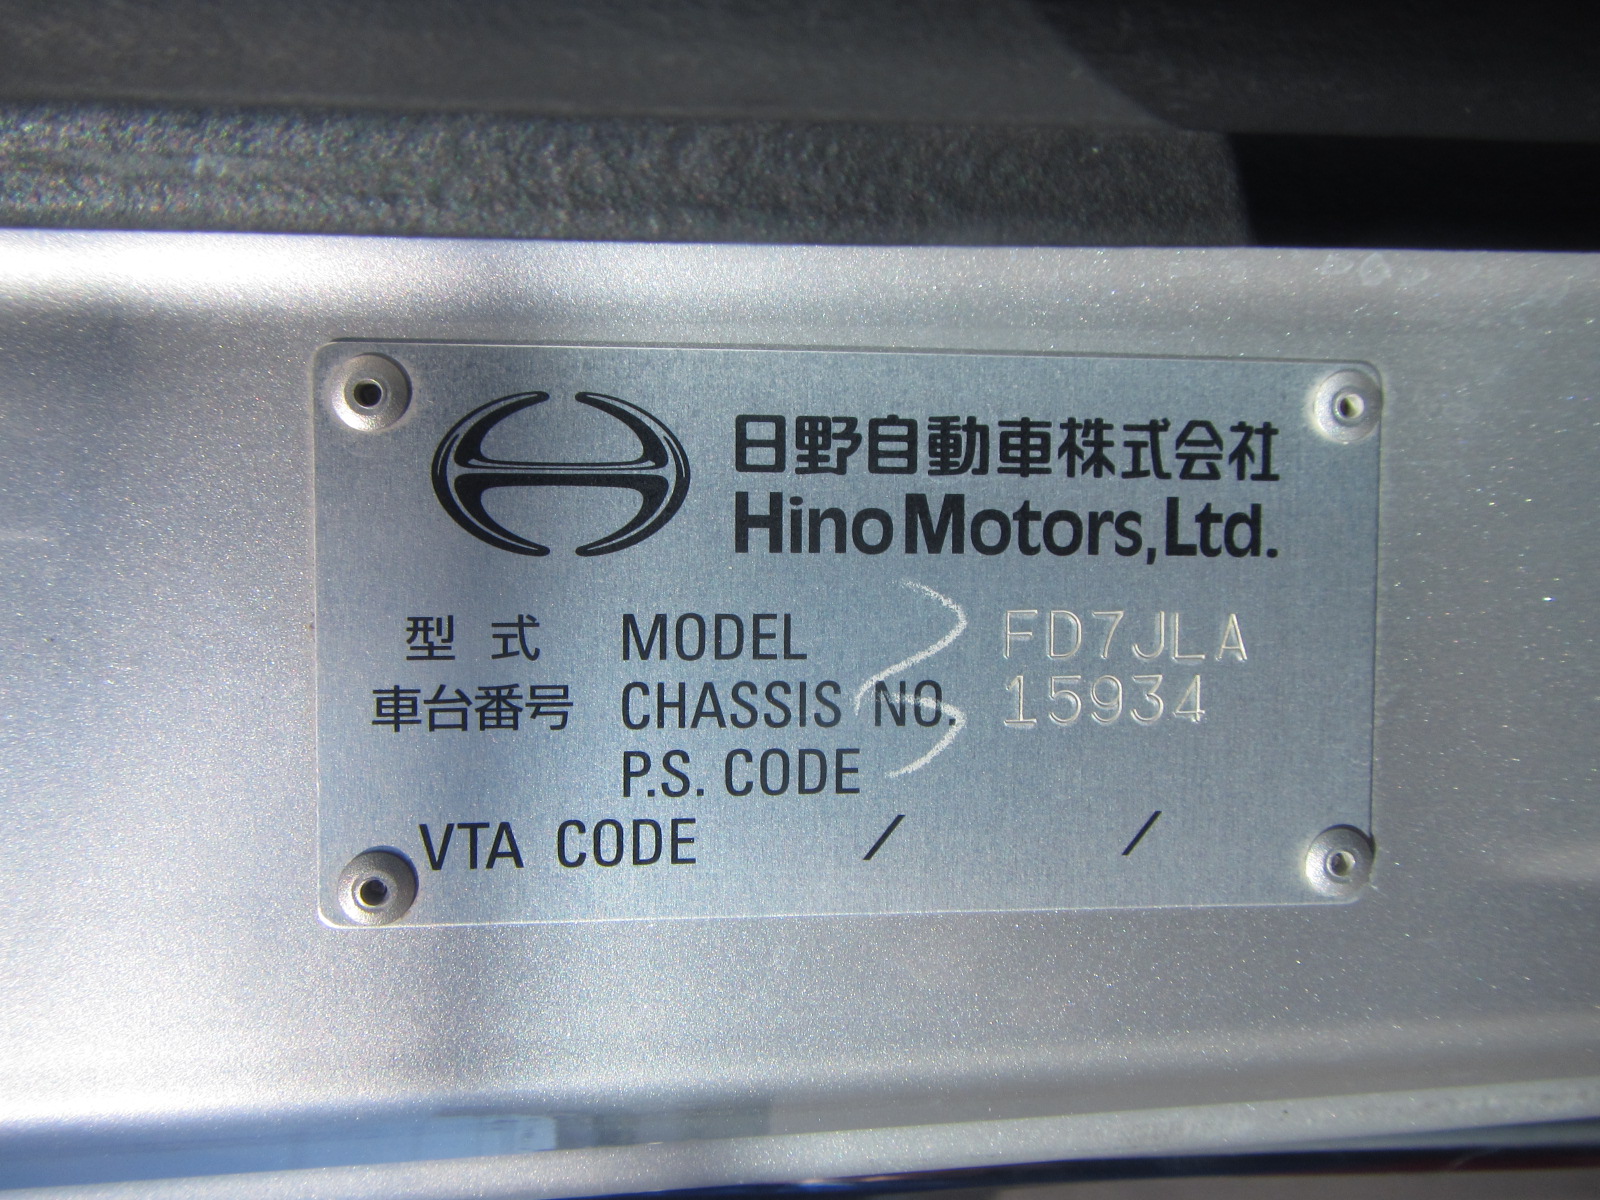 日野自動車株式会社
Hino Motors, Ltd.
型 式 MODEL FD7JLA
車台番号 CHASSIS NO. 15934
P.S. CODE
VTA CODE / /